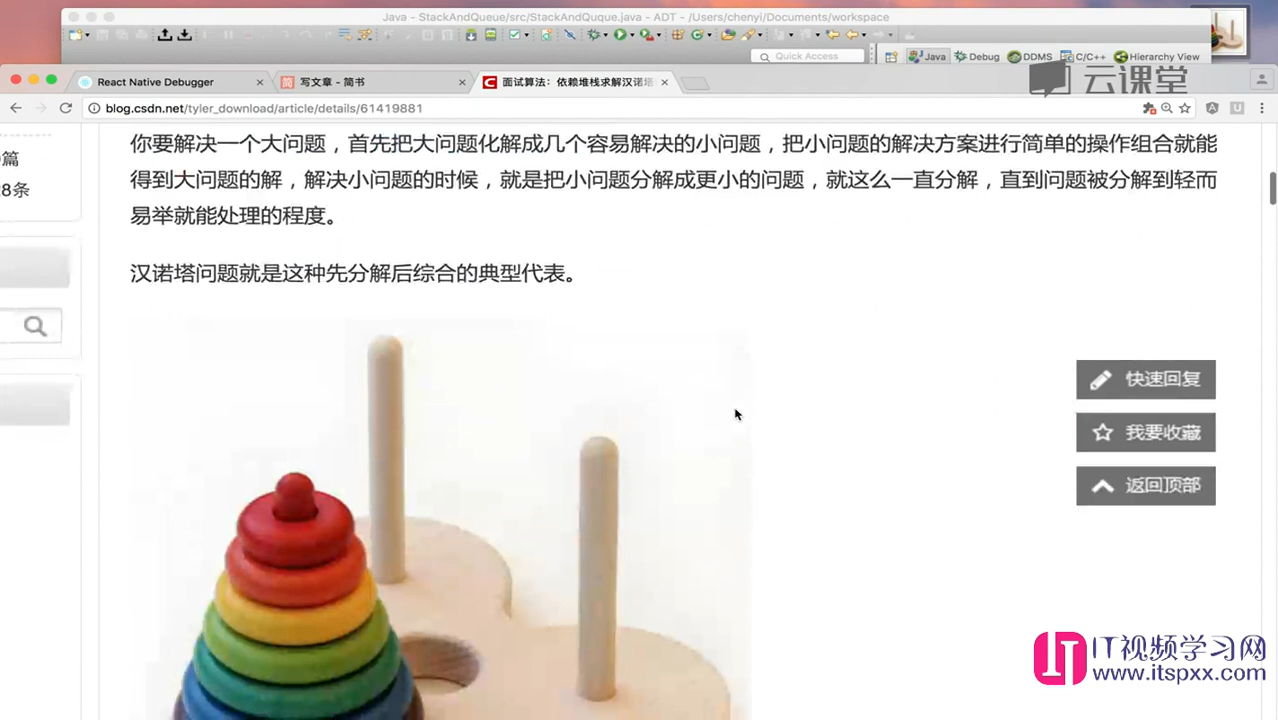 Java - StackAndQueue/src/StackAndQuque.java - ADT - /Users/chenyi/Documents/workspace
Quick Access
Java
Debug
DDMS
C/C++
Hierarchy View
云课堂
React Native Debugger
写文章 - 简书
面试算法：依赖堆栈求解汉诺塔
blog.csdn.net/tyler_download/article/details/61419881
你要解决一个大问题，首先把大问题化解成几个容易解决的小问题，把小问题的解决方案进行简单的操作组合就能
得到大问题的解，解决小问题的时候，就是把小问题分解成更小的问题，就这么一直分解，直到问题被分解到轻而
易举就能处理的程度。
篇
8条
汉诺塔问题就是这种先分解后综合的典型代表。
快速回复
我要收藏
返回顶部
IT
IT视频学习网
www.itspxx.com